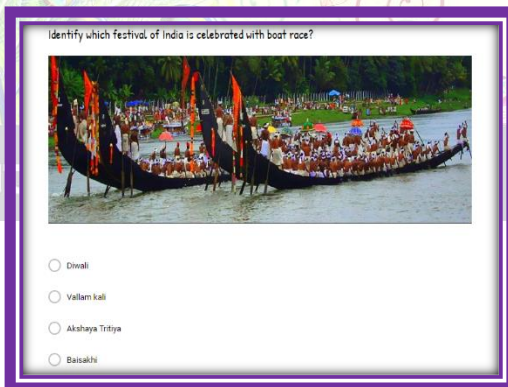 Identify which festival of India is celebrated with boat race?
Diwali
Vallam kali
Akshaya Tritiya
Baisakhi